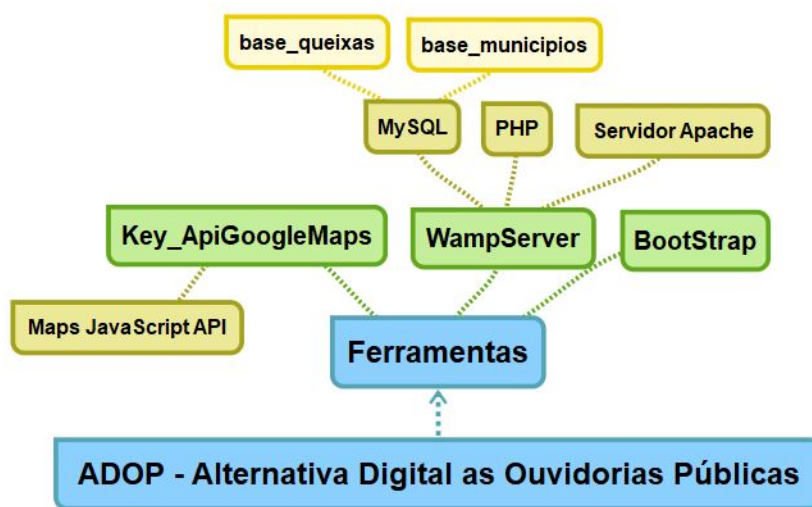 base_queixas
base_municipios
MySQL
PHP
Servidor Apache
Key_ApiGoogleMaps
WampServer
BootStrap
Maps JavaScript API
Ferramentas
ADOP - Alternativa Digital as Ouvidorias Públicas